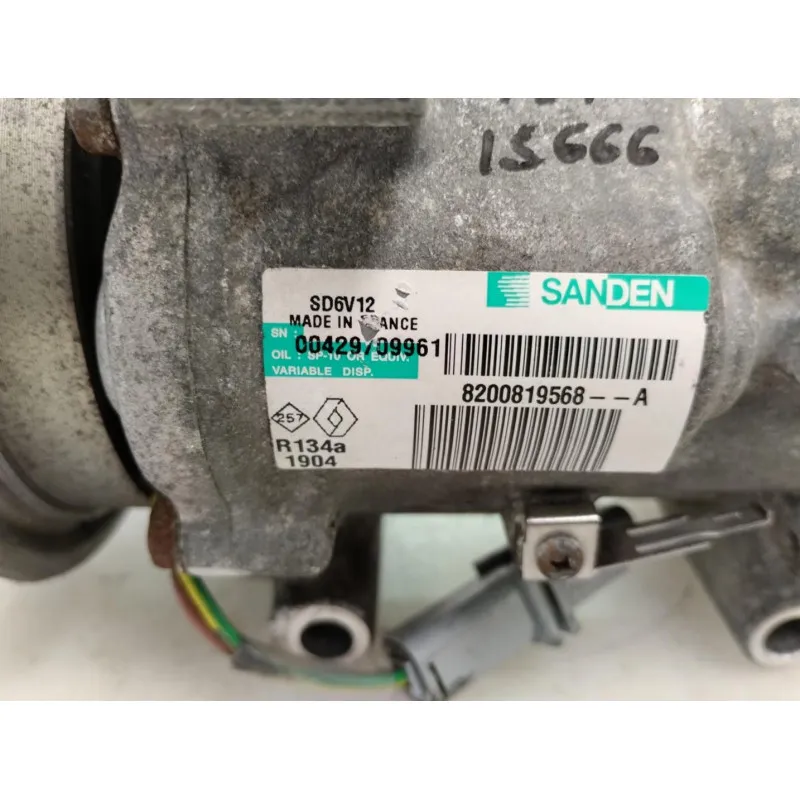 15666
SANDEN
SD6V12
MADE IN FRANCE
SN :
00429709961
OIL : SP-10 OR EQUIV.
VARIABLE DISP.
8200819568--A
257
R134a
1904